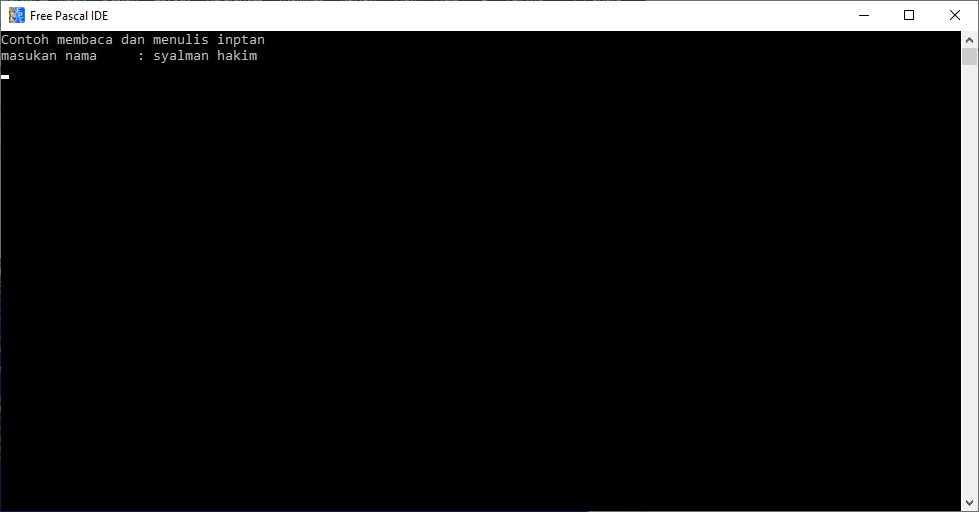 Free Pascal IDE
Contoh membaca dan menulis inptan
masukan nama     : syalman hakim